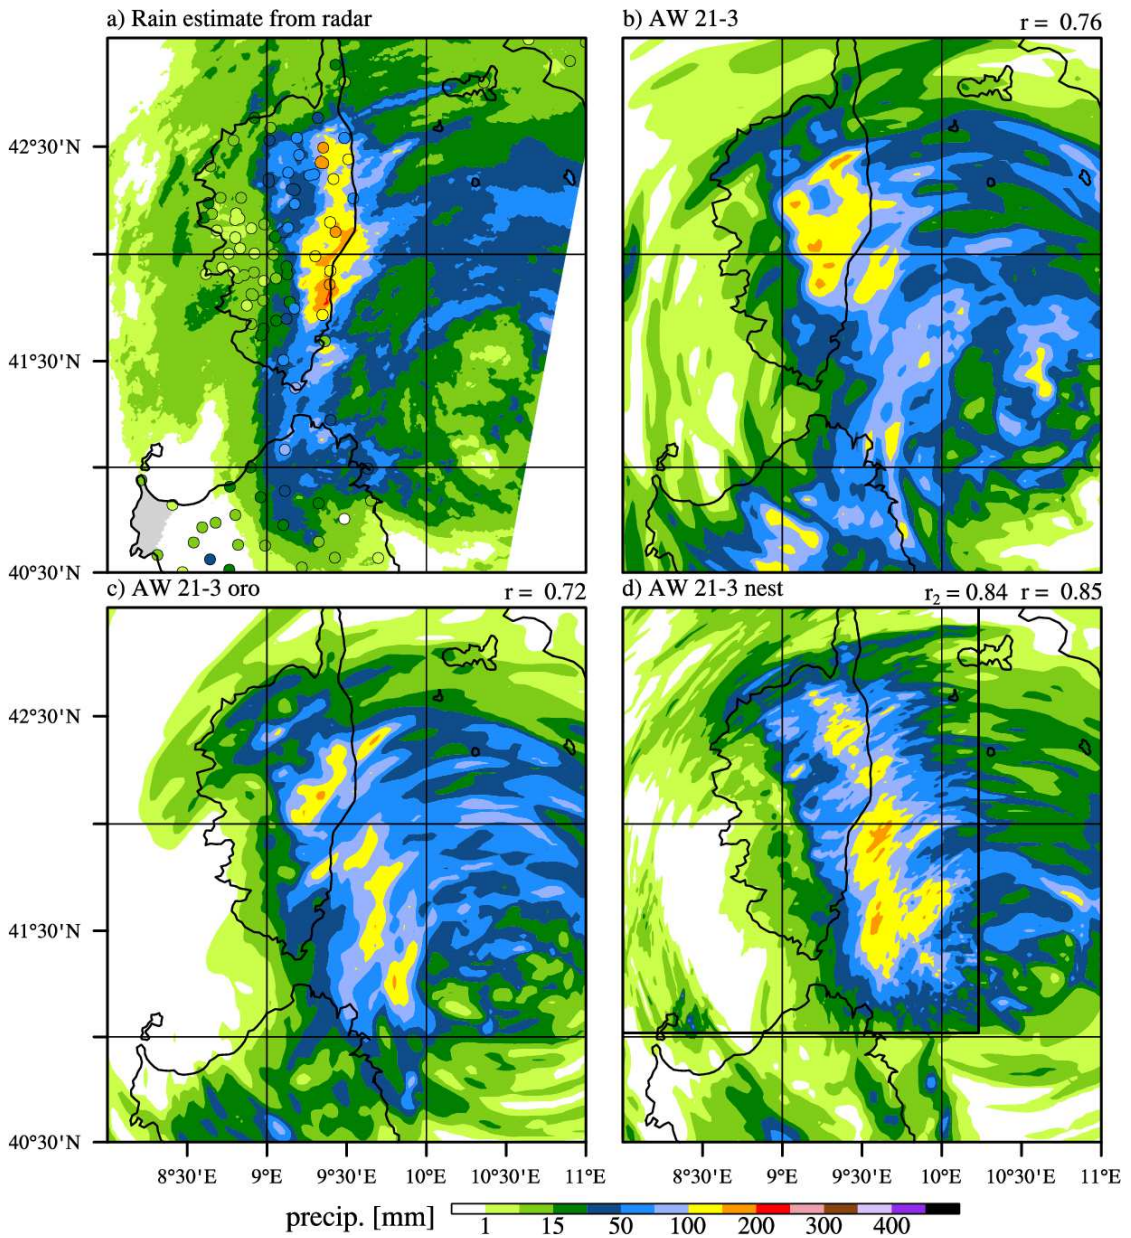 a) Rain estimate from radar
b) AW 21-3 r = 0.76
42°30'N
41°30'N
40°30'N
c) AW 21-3 oro r = 0.72
d) AW 21-3 nest r₂ = 0.84 r = 0.85
42°30'N
41°30'N
40°30'N
8°30'E 9°E 9°30'E 10°E 10°30'E 11°E
8°30'E 9°E 9°30'E 10°E 10°30'E 11°E
precip. [mm]
1 15 50 100 200 300 400